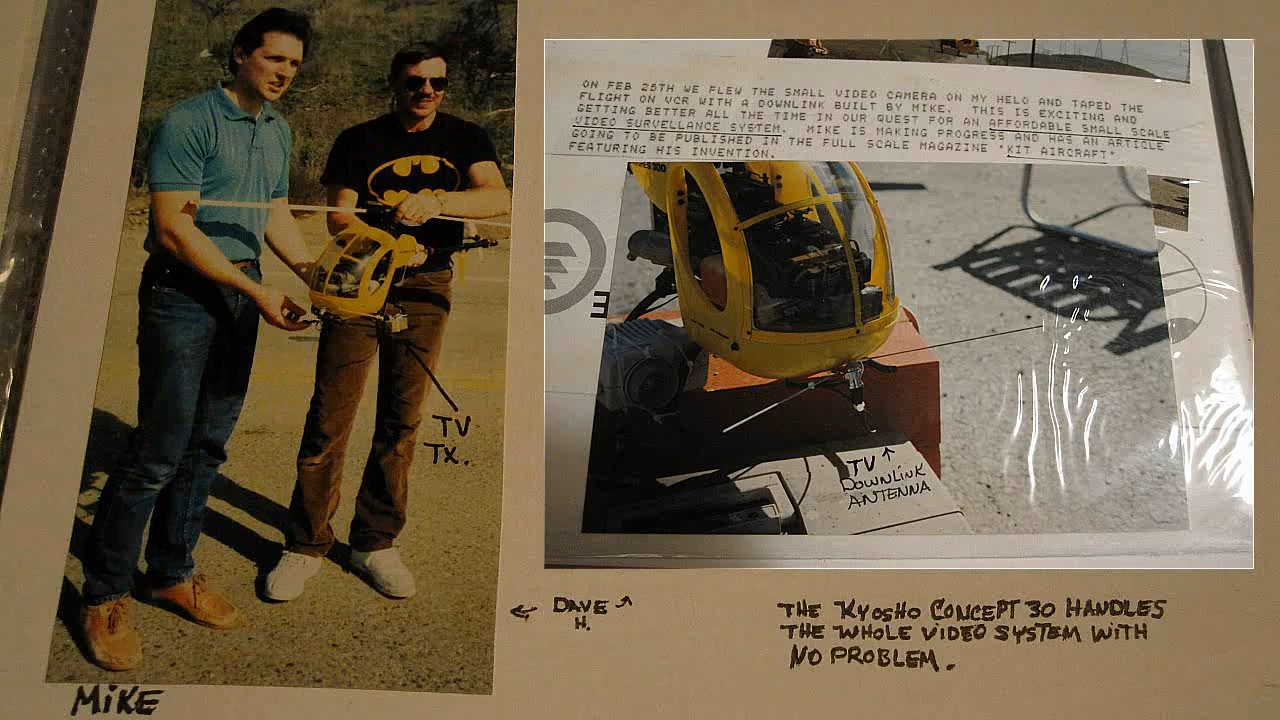 ON FEB 25TH WE FLEW THE SMALL VIDEO CAMERA ON MY HELO AND TAPED THE
FLIGHT ON VCR WITH A DOWNLINK BUILT BY MIKE. THIS IS EXCITING AND
GETTING BETTER ALL THE TIME IN OUR QUEST FOR AN AFFORDABLE SMALL SCALE
VIDEO SURVELLANCE SYSTEM. MIKE IS MAKING PROGRESS AND HAS AN ARTICLE
GOING TO BE PUBLISHED IN THE FULL SCALE MAGAZINE "KIT AIRCRAFT"
FEATURING HIS INVENTION.
TV
TX.
TV
DOWNLINK
ANTENNA
MIKE
DAVE
H.
THE KYOSHO CONCEPT 30 HANDLES
THE WHOLE VIDEO SYSTEM WITH
NO PROBLEM.